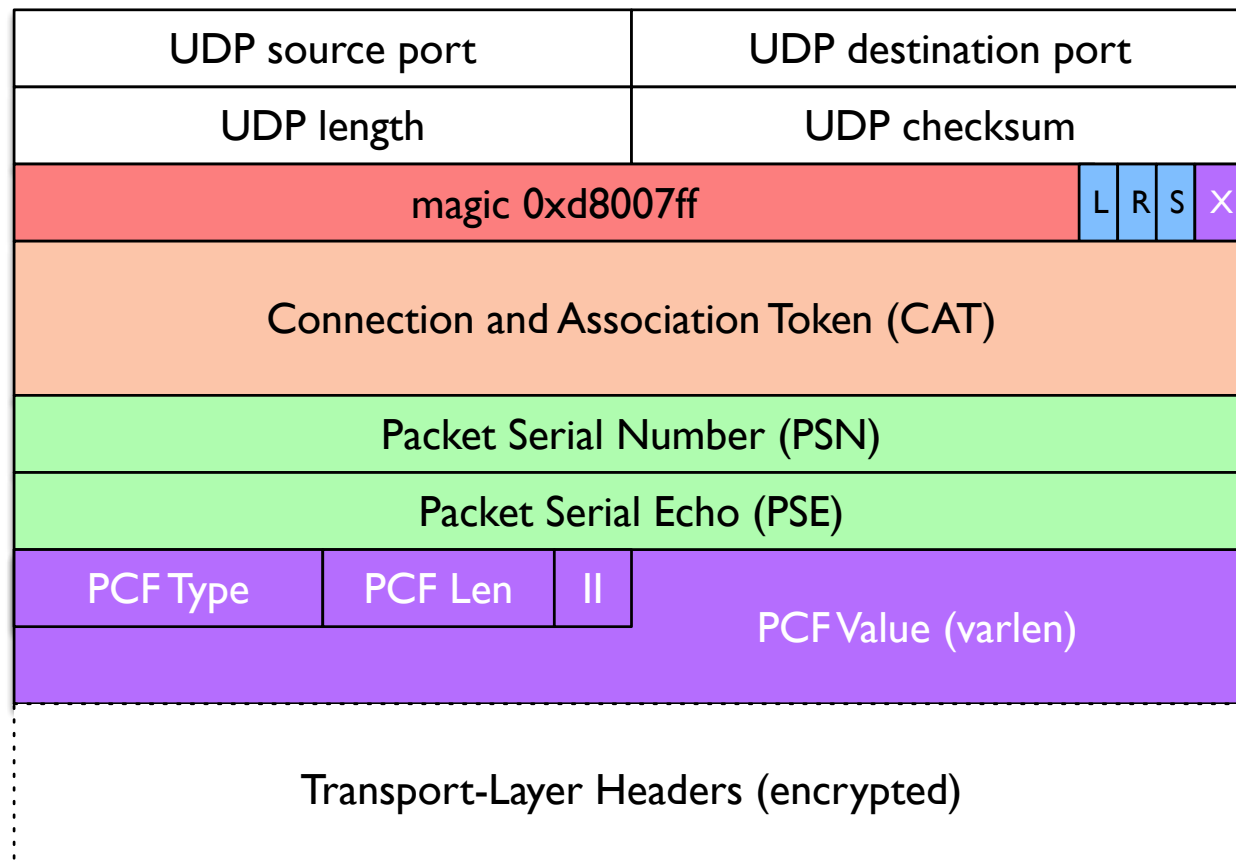 UDP source port UDP destination port
UDP length UDP checksum
magic 0xd8007ff L R S X
Connection and Association Token (CAT)
Packet Serial Number (PSN)
Packet Serial Echo (PSE)
PCF Type PCF Len II
PCF Value (varlen)
Transport-Layer Headers (encrypted)